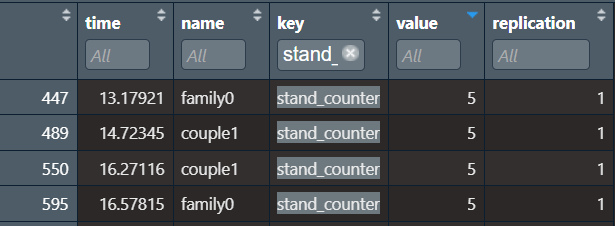 time name key value replication
All All stand_ All All
447 13.17921 family0 stand_counter 5 1
489 14.72345 couple1 stand_counter 5 1
550 16.27116 couple1 stand_counter 5 1
595 16.57815 family0 stand_counter 5 1